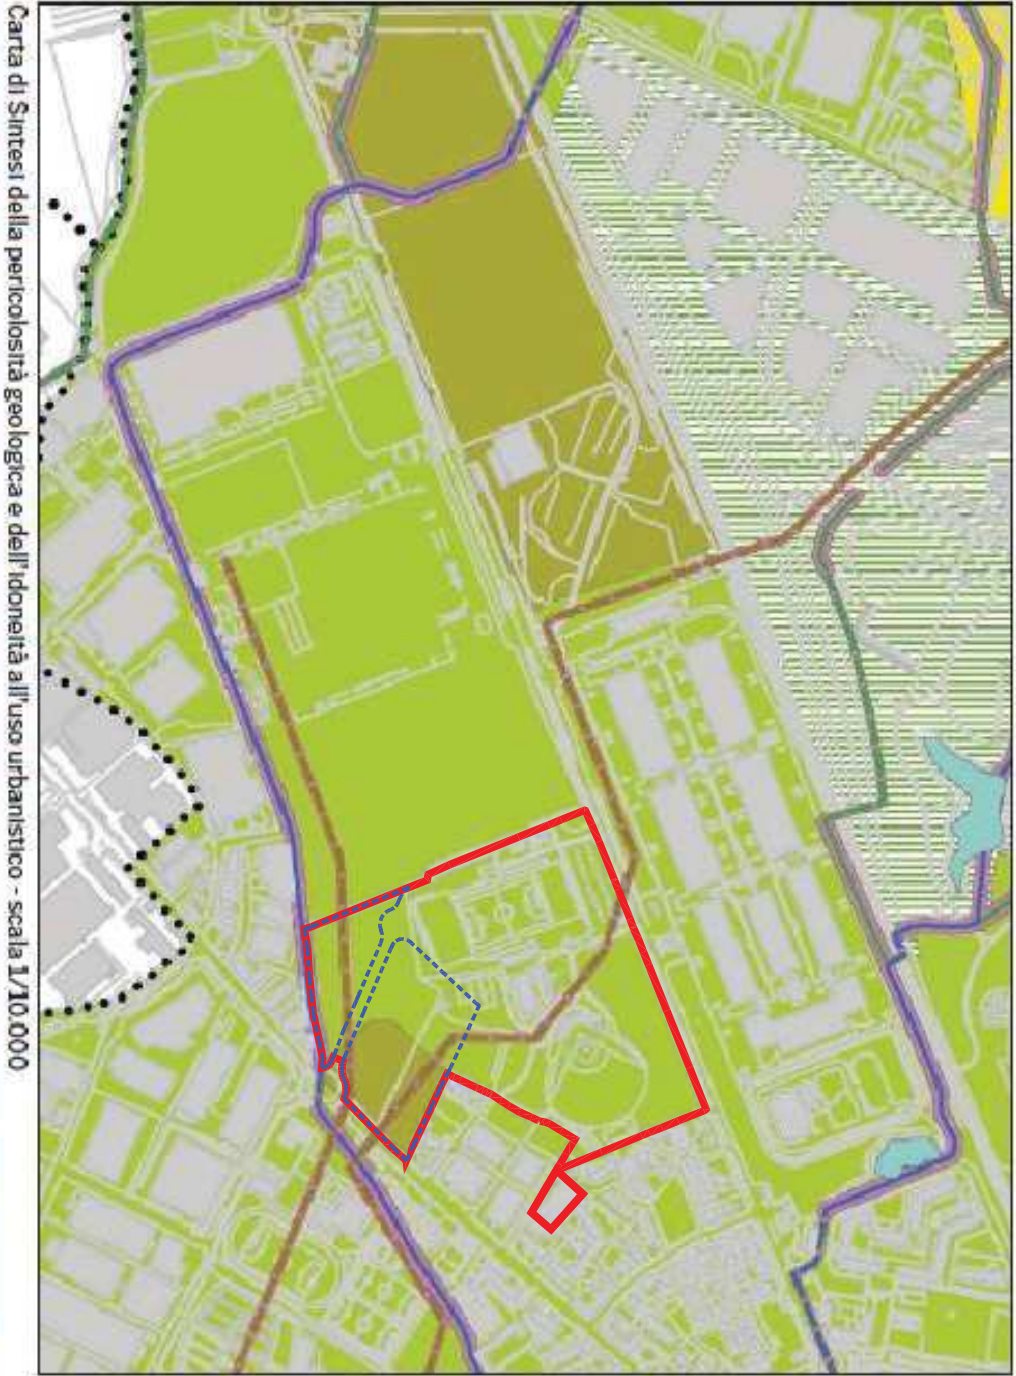 Carta di Sintesi della pericolosità geologica e dell'idoneità all'uso urbanistico - scala 1/10.000